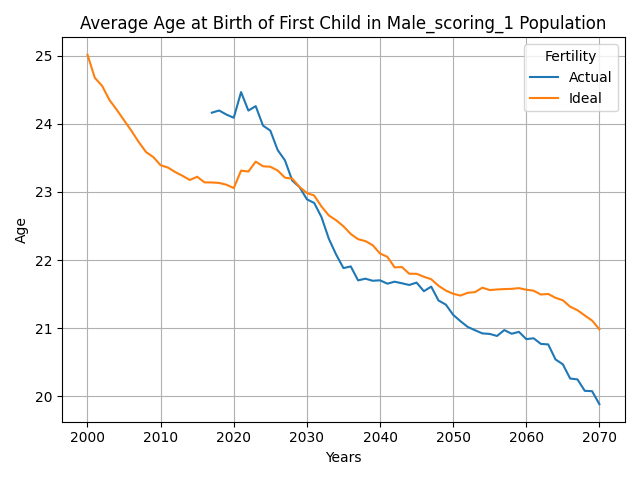 Average Age at Birth of First Child in Male_scoring_1 Population
Fertility
Actual
Ideal
25
24
23
22
21
20
Age
2000 2010 2020 2030 2040 2050 2060 2070
Years